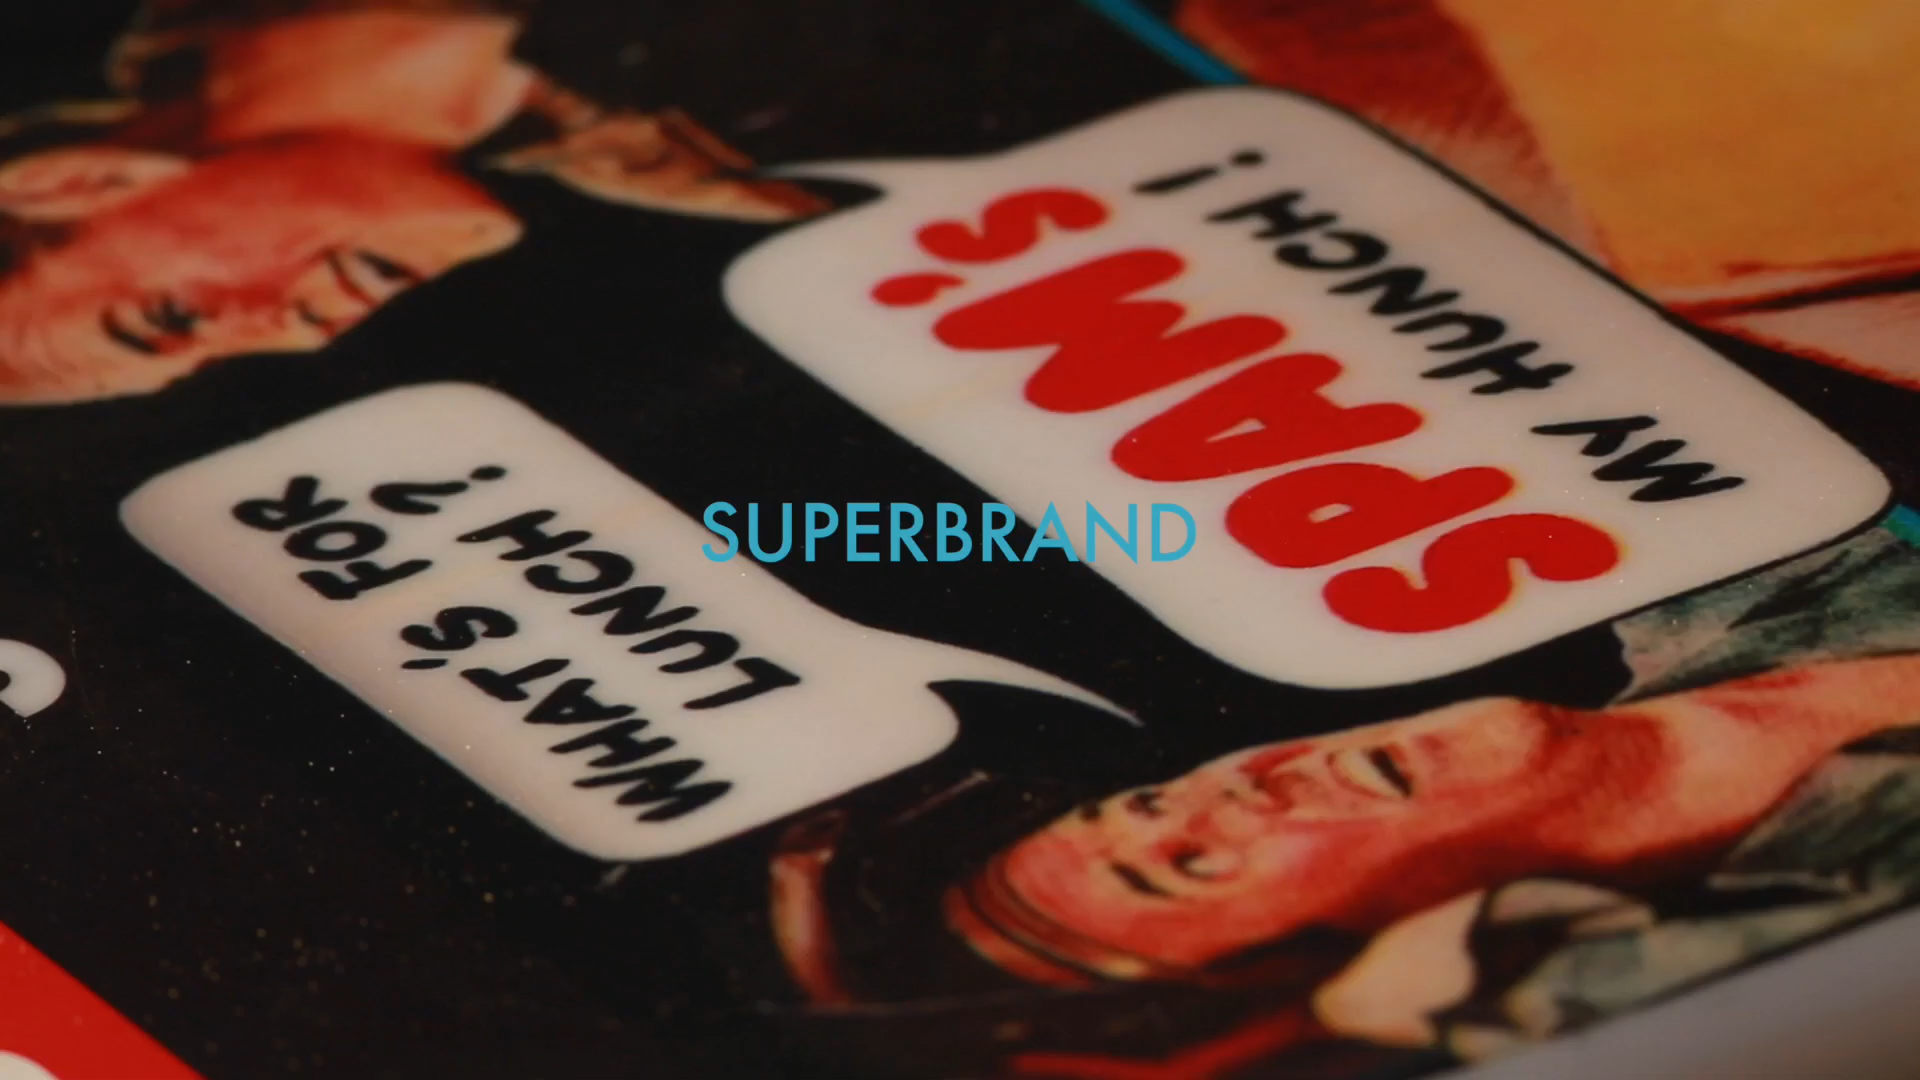 WHAT'S FOR
LUNCH?
SPAM'S
MY HUNCH!
SUPERBRAND